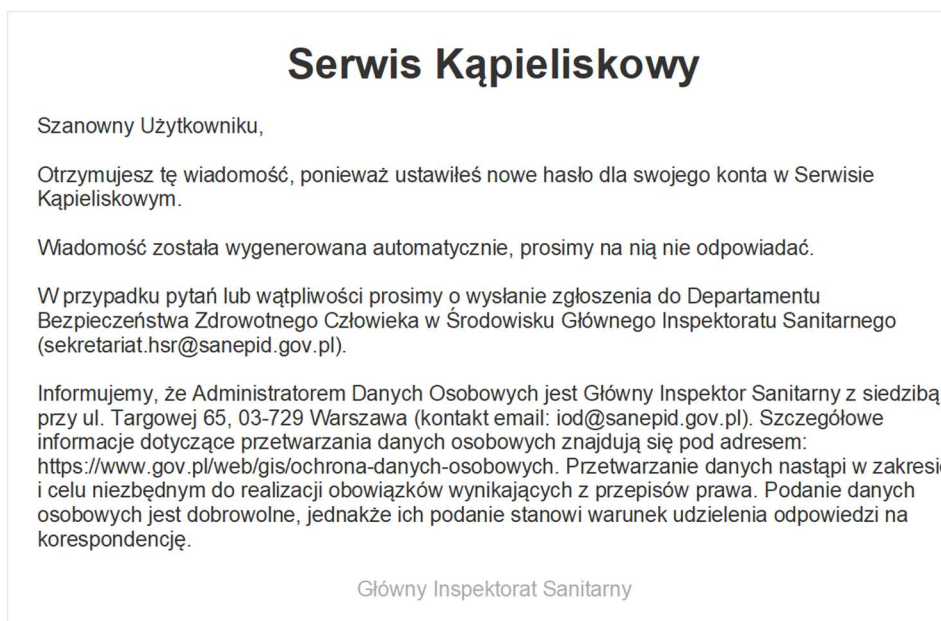 Serwis Kąpieliskowy
Szanowny Użytkowniku,
Otrzymujesz tę wiadomość, ponieważ ustawiłeś nowe hasło dla swojego konta w Serwisie
Kąpieliskowym.
Wiadomość została wygenerowana automatycznie, prosimy na nią nie odpowiadać.
W przypadku pytań lub wątpliwości prosimy o wysłanie zgłoszenia do Departamentu
Bezpieczeństwa Zdrowotnego Człowieka w Środowisku Głównego Inspektoratu Sanitarnego
(sekretariat.hsr@sanepid.gov.pl).
Informujemy, że Administratorem Danych Osobowych jest Główny Inspektor Sanitarny z siedzibą
przy ul. Targowej 65, 03-729 Warszawa (kontakt email: iod@sanepid.gov.pl). Szczegółowe
informacje dotyczące przetwarzania danych osobowych znajdują się pod adresem:
https://www.gov.pl/web/gis/ochrona-danych-osobowych. Przetwarzanie danych nastąpi w zakresie
i celu niezbędnym do realizacji obowiązków wynikających z przepisów prawa. Podanie danych
osobowych jest dobrowolne, jednakże ich podanie stanowi warunek udzielenia odpowiedzi na
korespondencję.
Główny Inspektorat Sanitarny